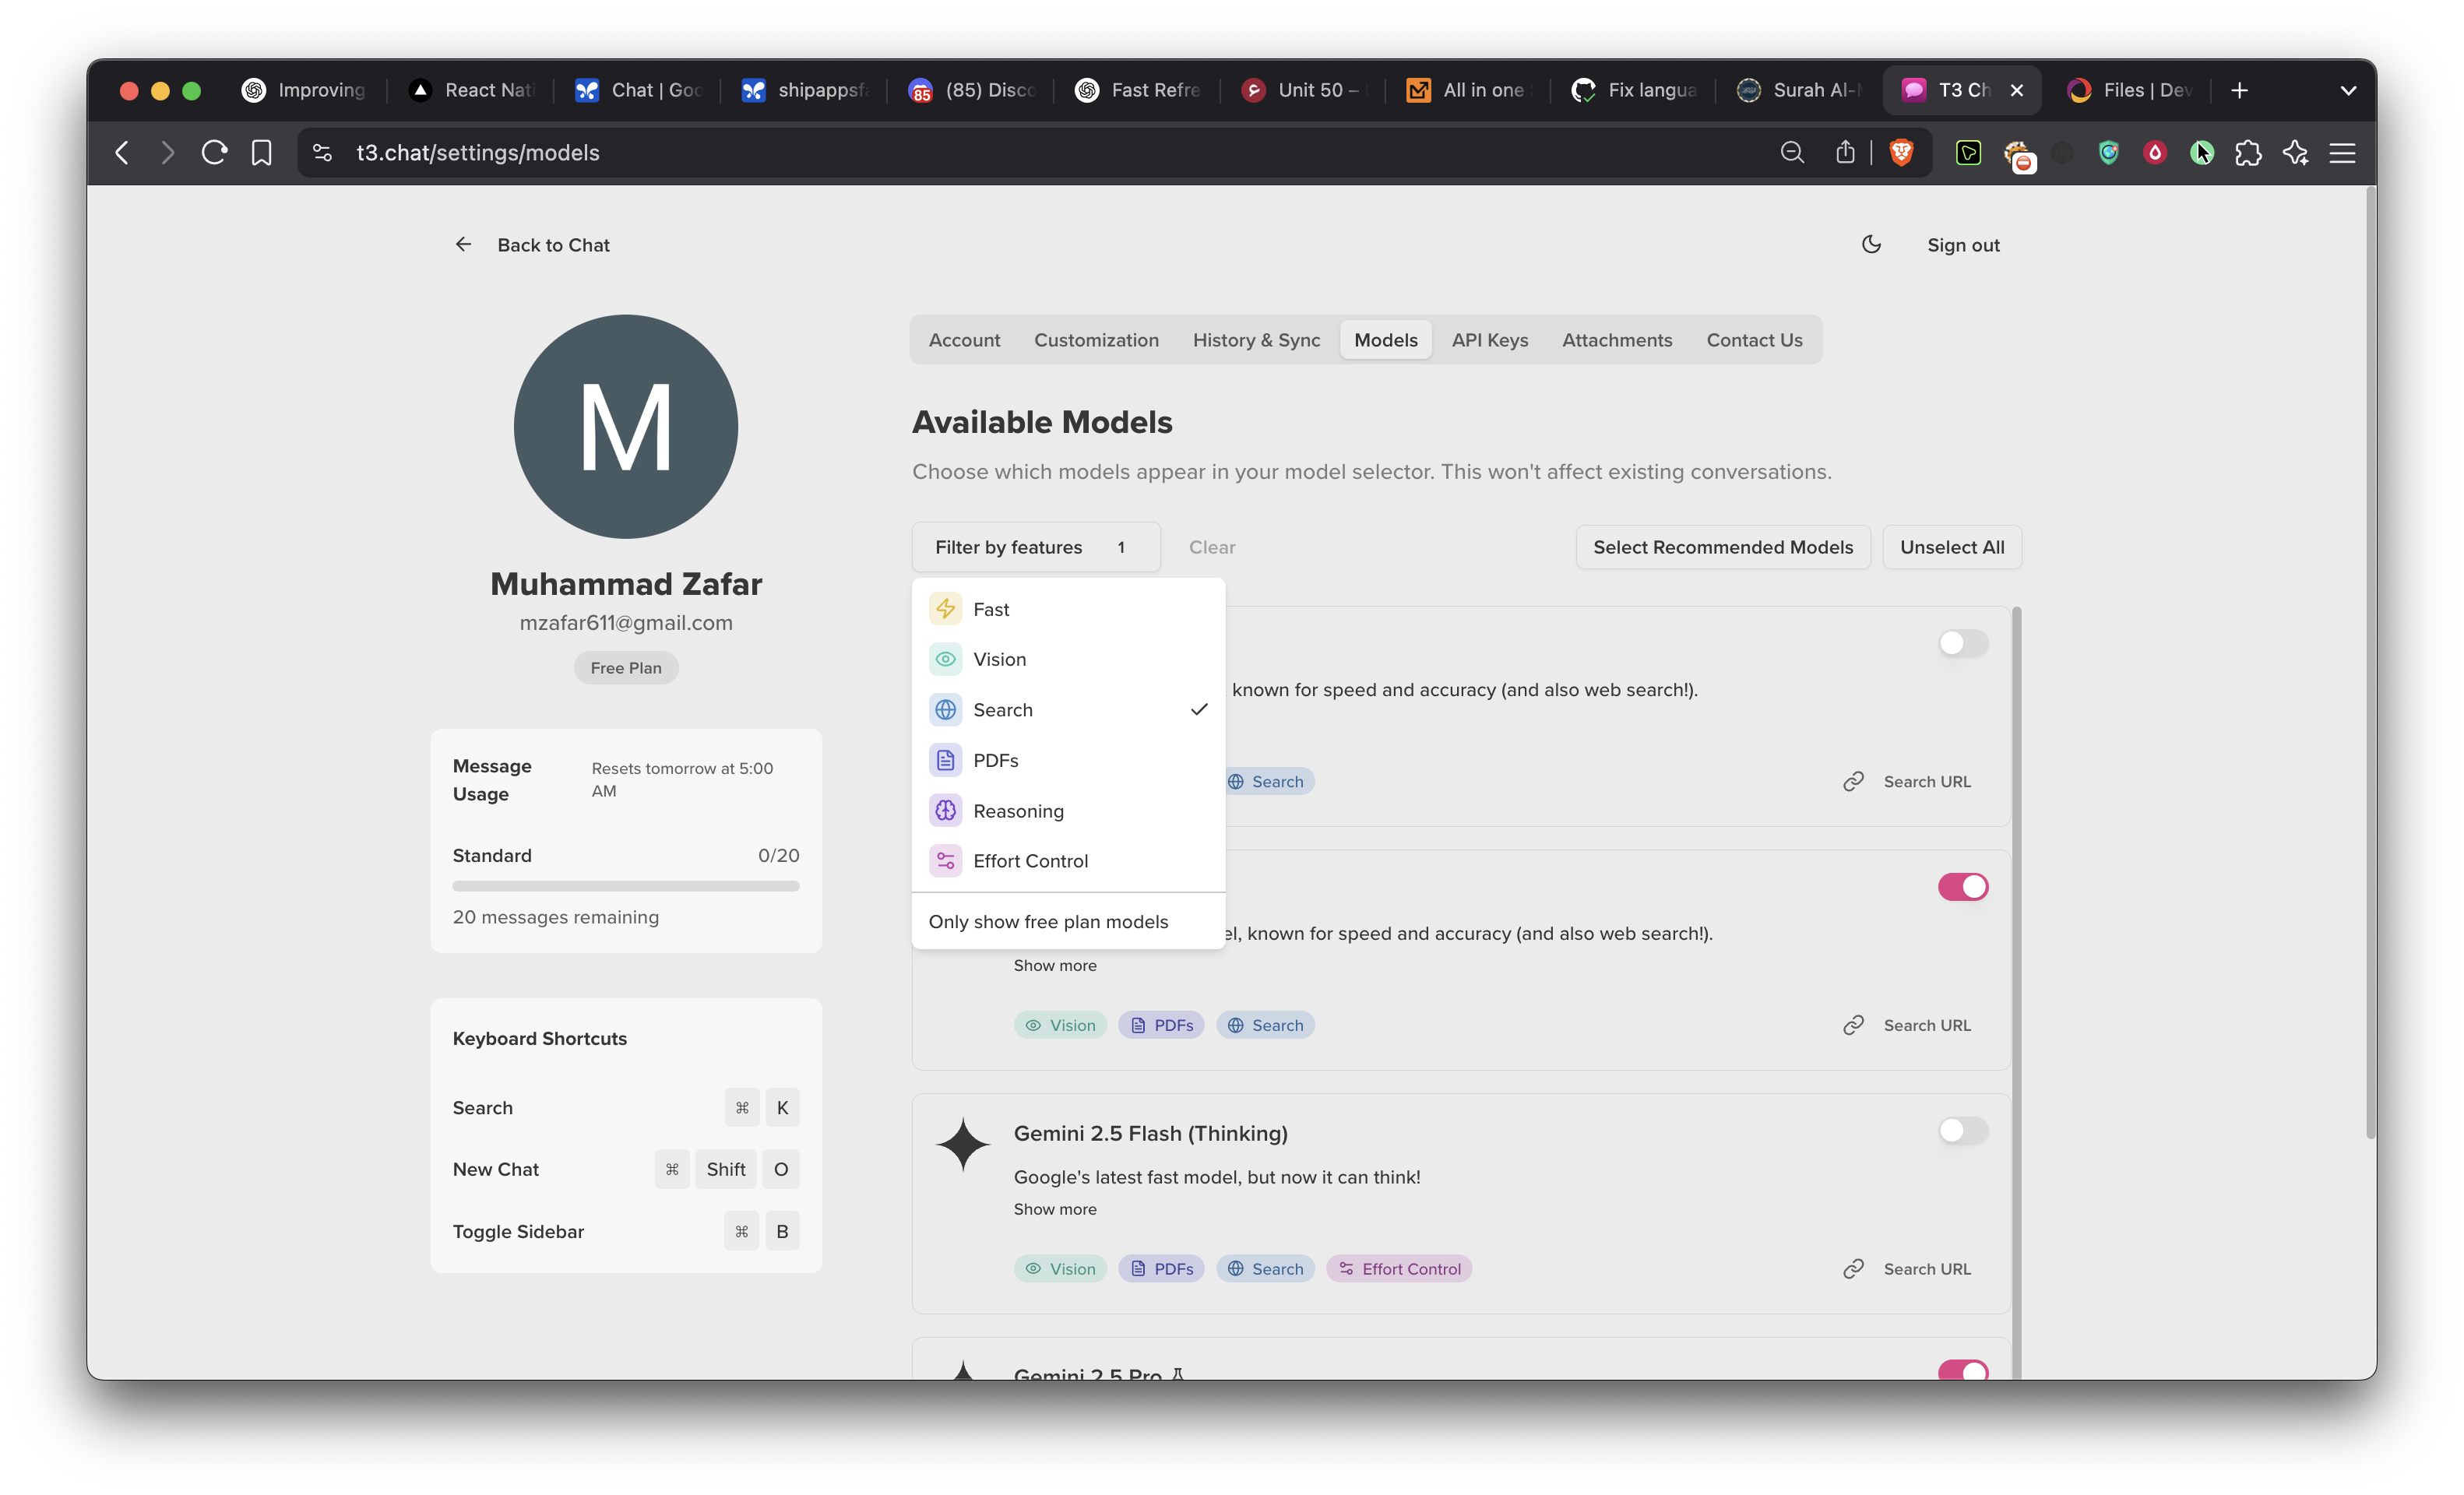 Improving
React Nati
Chat | Goo
shipappsfa
85
(85) Disco
Fast Refre
Unit 50 –
All in one
Fix langua
Surah Al-M
T3 Ch
Files | Dev
t3.chat/settings/models
Back to Chat
Sign out
M
Muhammad Zafar
mzafar611@gmail.com
Free Plan
Message Usage
Resets tomorrow at 5:00 AM
Standard
0/20
20 messages remaining
Keyboard Shortcuts
Search
⌘ K
New Chat
⌘ Shift O
Toggle Sidebar
⌘ B
Account
Customization
History & Sync
Models
API Keys
Attachments
Contact Us
Available Models
Choose which models appear in your model selector. This won't affect existing conversations.
Filter by features 1
Clear
Select Recommended Models
Unselect All
Fast
Vision
Search
PDFs
Reasoning
Effort Control
Only show free plan models
known for speed and accuracy (and also web search!).
Search
Search URL
el, known for speed and accuracy (and also web search!).
Show more
Vision
PDFs
Search
Search URL
Gemini 2.5 Flash (Thinking)
Google's latest fast model, but now it can think!
Show more
Vision
PDFs
Search
Effort Control
Search URL
Gemini 2.5 Pro